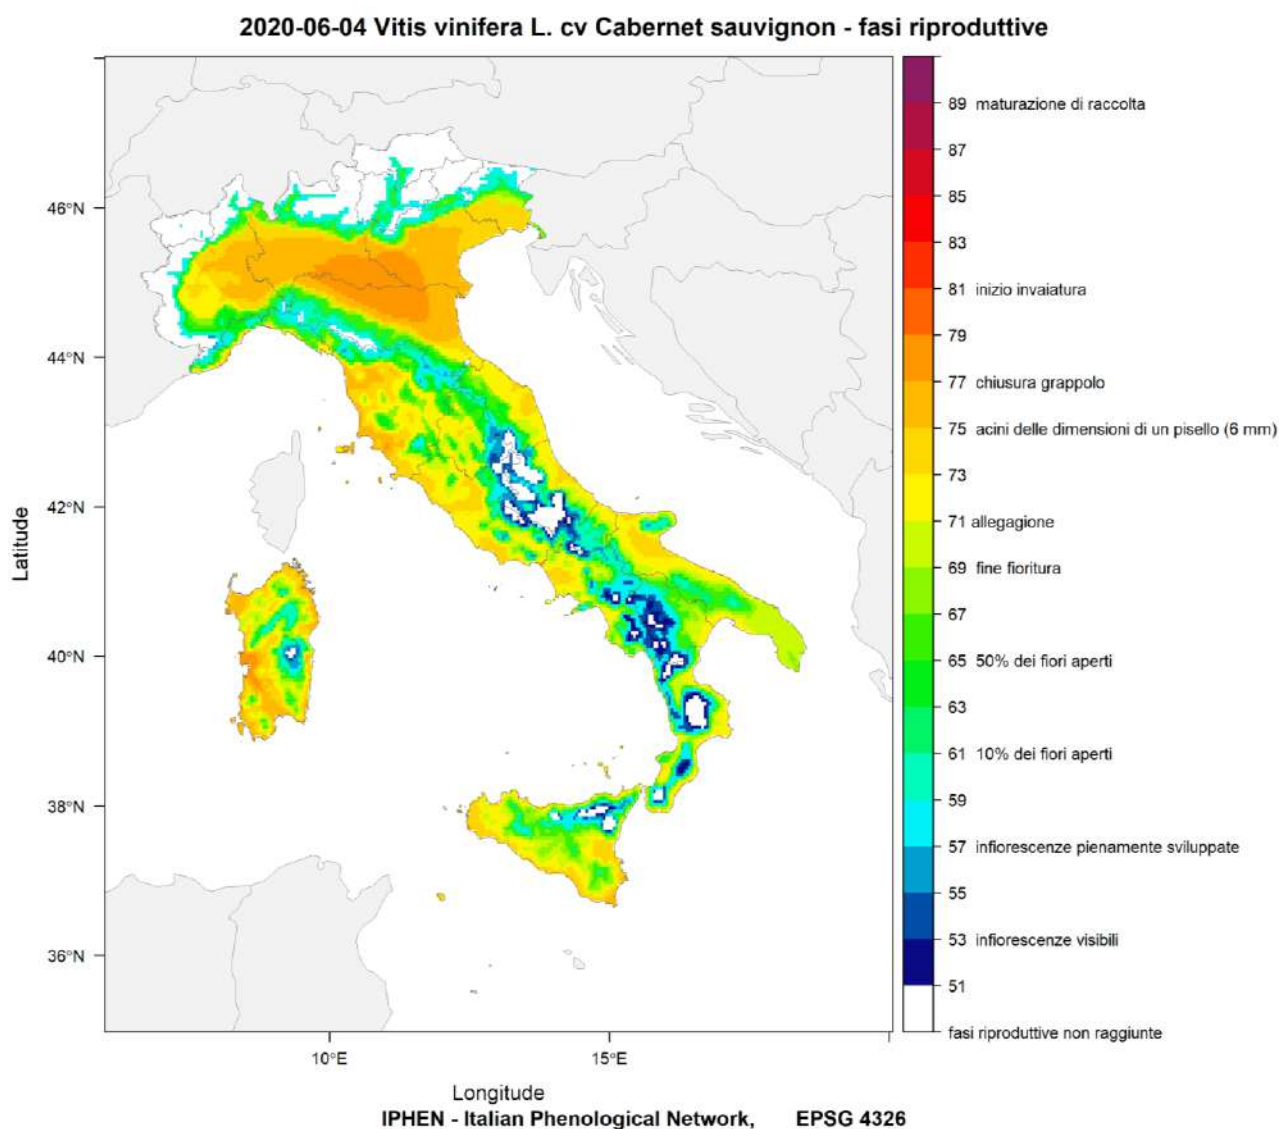 2020-06-04 Vitis vinifera L. cv Cabernet sauvignon - fasi riproduttive
89 maturazione di raccolta
87
85
83
81 inizio invaiatura
79
77 chiusura grappolo
75 acini delle dimensioni di un pisello (6 mm)
73
71 allegagione
69 fine fioritura
67
65 50% dei fiori aperti
63
61 10% dei fiori aperti
59
57 infiorescenze pienamente sviluppate
55
53 infiorescenze visibili
51
fasi riproduttive non raggiunte
46°N
44°N
42°N
40°N
38°N
36°N
Latitude
10°E 15°E
Longitude
IPHEN - Italian Phenological Network, EPSG 4326